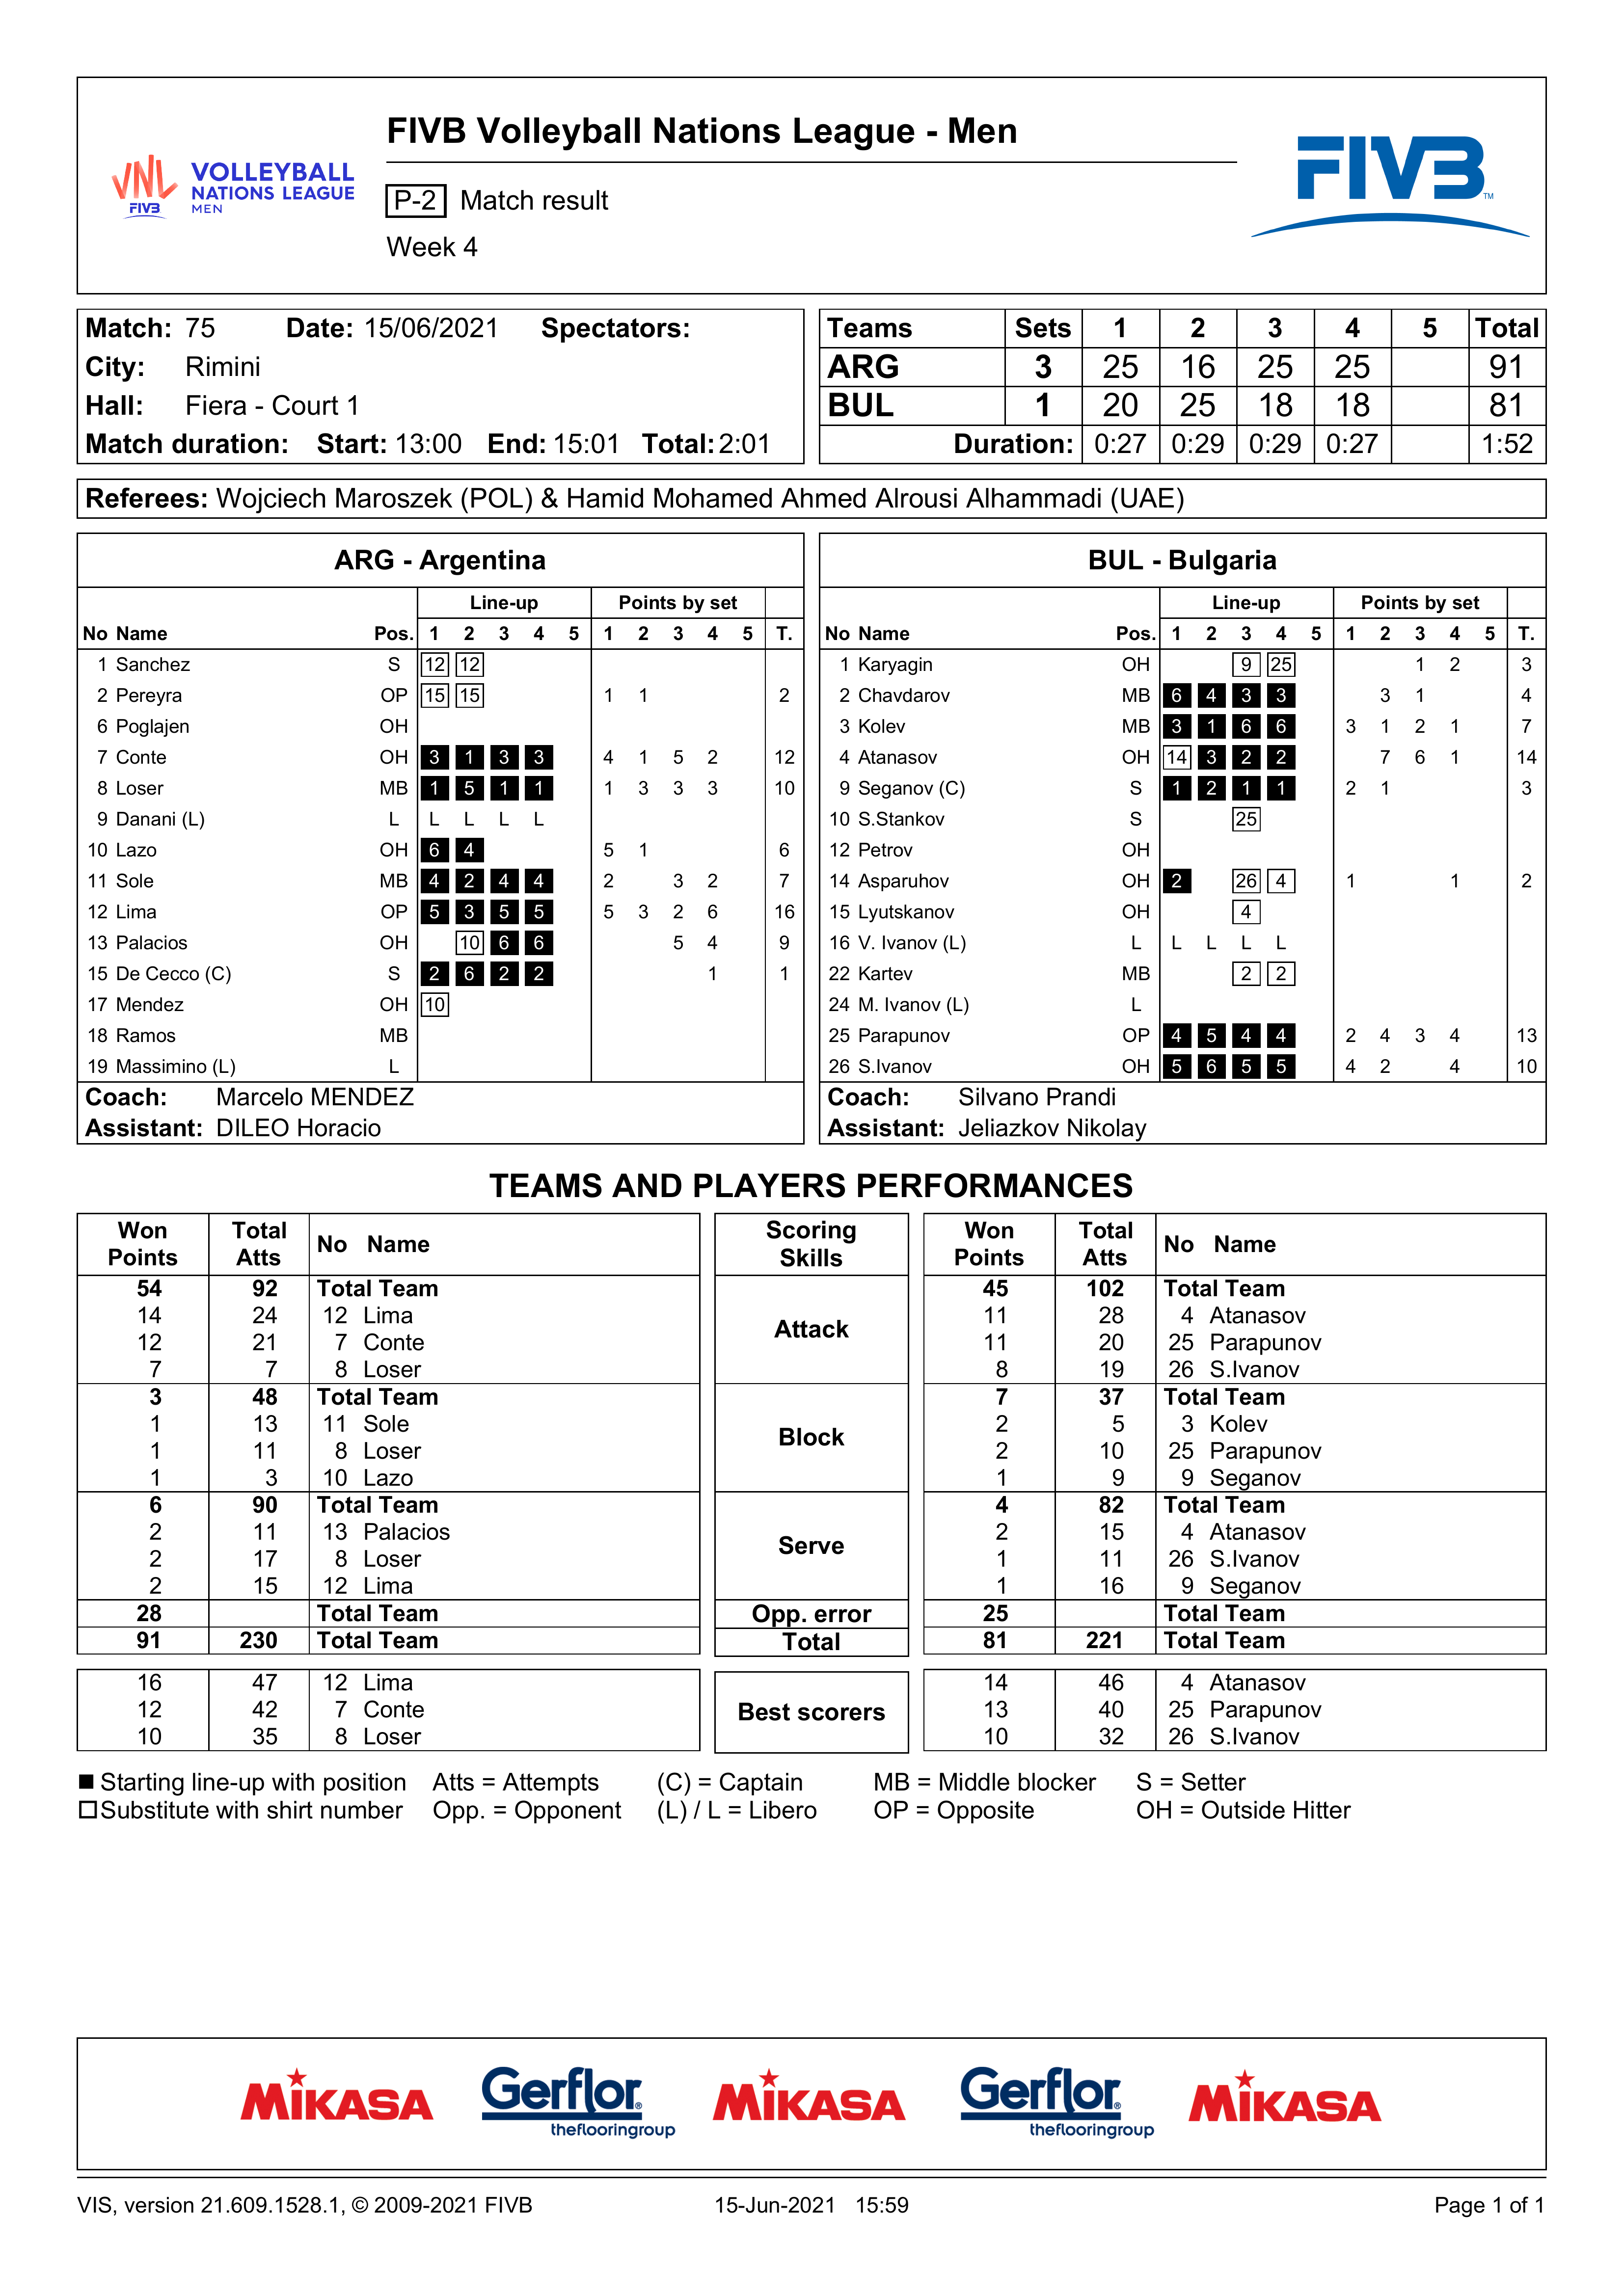 VNL
FIVB
VOLLEYBALL
NATIONS LEAGUE
MEN
FIVB Volleyball Nations League - Men
P-2 Match result
Week 4
FIVB TM
Match: 75 Date: 15/06/2021 Spectators:
City: Rimini
Hall: Fiera - Court 1
Match duration: Start: 13:00 End: 15:01 Total: 2:01
Teams Sets 1 2 3 4 5 Total
ARG 3 25 16 25 25 91
BUL 1 20 25 18 18 81
Duration: 0:27 0:29 0:29 0:27 1:52
Referees: Wojciech Maroszek (POL) & Hamid Mohamed Ahmed Alrousi Alhammadi (UAE)
ARG - Argentina
Line-up Points by set
No Name Pos. 1 2 3 4 5 1 2 3 4 5 T.
1 Sanchez S 12 12
2 Pereyra OP 15 15 1 1 2
6 Poglajen OH
7 Conte OH 3 1 3 3 4 1 5 2 12
8 Loser MB 1 5 1 1 1 3 3 3 10
9 Danani (L) L L L L L
10 Lazo OH 6 4 5 1 6
11 Sole MB 4 2 4 4 2 3 2 7
12 Lima OP 5 3 5 5 5 3 2 6 16
13 Palacios OH 10 6 6 5 4 9
15 De Cecco (C) S 2 6 2 2 1 1
17 Mendez OH 10
18 Ramos MB
19 Massimino (L) L
Coach: Marcelo MENDEZ
Assistant: DILEO Horacio
BUL - Bulgaria
Line-up Points by set
No Name Pos. 1 2 3 4 5 1 2 3 4 5 T.
1 Karyagin OH 9 25 1 2 3
2 Chavdarov MB 6 4 3 3 3 1 4
3 Kolev MB 3 1 6 6 3 1 2 1 7
4 Atanasov OH 14 3 2 2 7 6 1 14
9 Seganov (C) S 1 2 1 1 2 1 3
10 S.Stankov S 25
12 Petrov OH
14 Asparuhov OH 2 26 4 1 1 2
15 Lyutskanov OH 4
16 V. Ivanov (L) L L L L L
22 Kartev MB 2 2
24 M. Ivanov (L) L
25 Parapunov OP 4 5 4 4 2 4 3 4 13
26 S.Ivanov OH 5 6 5 5 4 2 4 10
Coach: Silvano Prandi
Assistant: Jeliazkov Nikolay
TEAMS AND PLAYERS PERFORMANCES
Won Points Total Atts No Name Scoring Skills Won Points Total Atts No Name
54 92 Total Team Attack 45 102 Total Team
14 24 12 Lima 11 28 4 Atanasov
12 21 7 Conte 11 20 25 Parapunov
7 7 8 Loser 8 19 26 S.Ivanov
3 48 Total Team Block 7 37 Total Team
1 13 11 Sole 2 5 3 Kolev
1 11 8 Loser 2 10 25 Parapunov
1 3 10 Lazo 1 9 9 Seganov
6 90 Total Team Serve 4 82 Total Team
2 11 13 Palacios 2 15 4 Atanasov
2 17 8 Loser 1 11 26 S.Ivanov
2 15 12 Lima 1 16 9 Seganov
28 Total Team Opp. error 25 Total Team
91 230 Total Team Total 81 221 Total Team
16 47 12 Lima Best scorers 14 46 4 Atanasov
12 42 7 Conte 13 40 25 Parapunov
10 35 8 Loser 10 32 26 S.Ivanov
Starting line-up with position Atts = Attempts (C) = Captain MB = Middle blocker S = Setter
Substitute with shirt number Opp. = Opponent (L) / L = Libero OP = Opposite OH = Outside Hitter
MIKASA Gerflor® theflooringgroup MIKASA Gerflor® theflooringgroup MIKASA
VIS, version 21.609.1528.1, © 2009-2021 FIVB 15-Jun-2021 15:59 Page 1 of 1